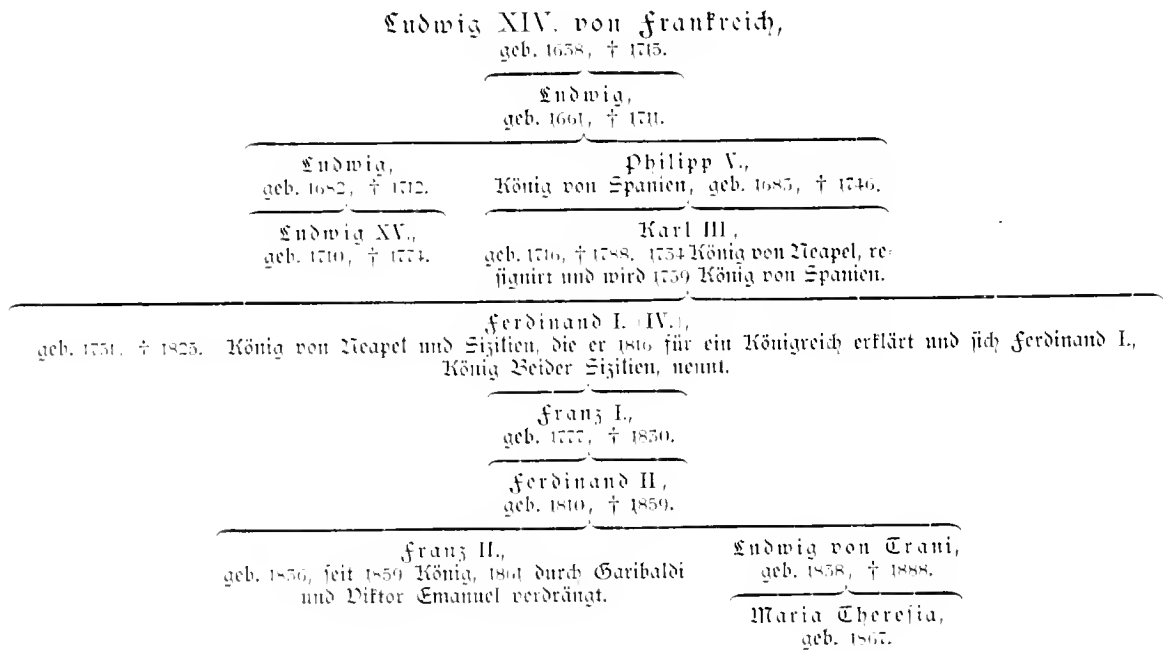 Ludwig XIV. von Frankreich,
geb. 1638, † 1715.
Ludwig,
geb. 1661, † 1711.
Ludwig,
geb. 1682, † 1712.
Philipp V.,
König von Spanien, geb. 1683, † 1746.
Ludwig XV.,
geb. 1710, † 1774.
Karl III,
geb. 1716, † 1788. 1734 König von Neapel, re-
signirt und wird 1759 König von Spanien.
Ferdinand I. (IV.),
geb. 1751, † 1825. König von Neapel und Sizilien, die er 1816 für ein Königreich erklärt und sich Ferdinand I.,
König Beider Sizilien, nennt.
Franz I.,
geb. 1777, † 1830.
Ferdinand II,
geb. 1810, † 1859.
Franz II.,
geb. 1836, seit 1859 König, 1861 durch Garibaldi
und Viktor Emanuel verdrängt.
Ludwig von Trani,
geb. 1838, † 1888.
Maria Theresia,
geb. 1867.